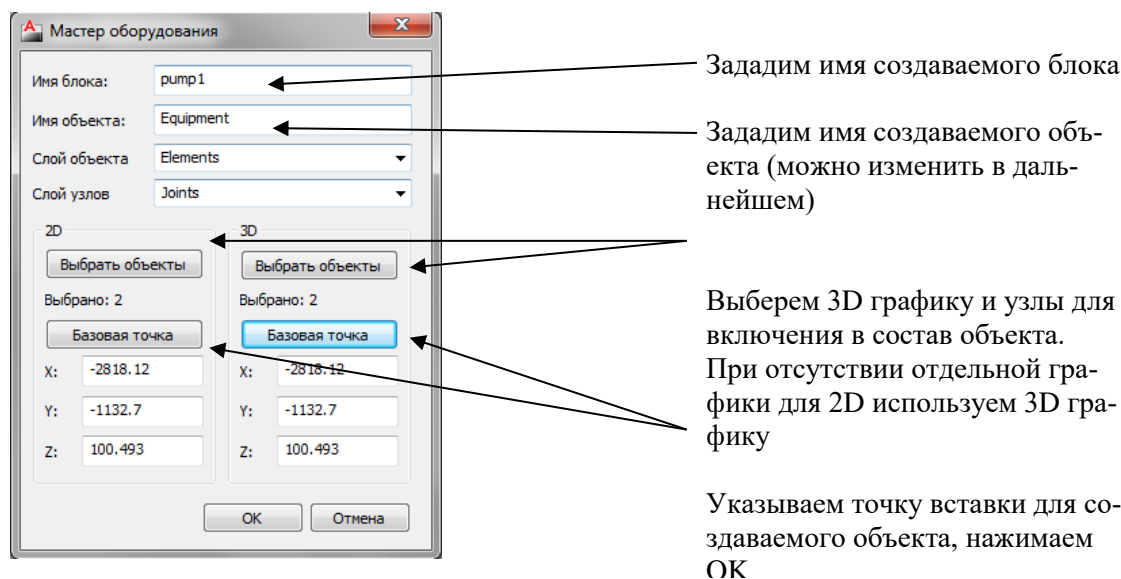 Мастер оборудования
Имя блока: pump1
Имя объекта: Equipment
Слой объекта Elements
Слой узлов Joints
2D 3D
Выбрать объекты Выбрать объекты
Выбрано: 2 Выбрано: 2
Базовая точка Базовая точка
X: -2818.12 X: -2818.12
Y: -1132.7 Y: -1132.7
Z: 100.493 Z: 100.493
OK Отмена
Зададим имя создаваемого блока
Зададим имя создаваемого объ-
екта (можно изменить в даль-
нейшем)
Выберем 3D графику и узлы для
включения в состав объекта.
При отсутствии отдельной гра-
фики для 2D используем 3D гра-
фику
Указываем точку вставки для со-
здаваемого объекта, нажимаем
ОК